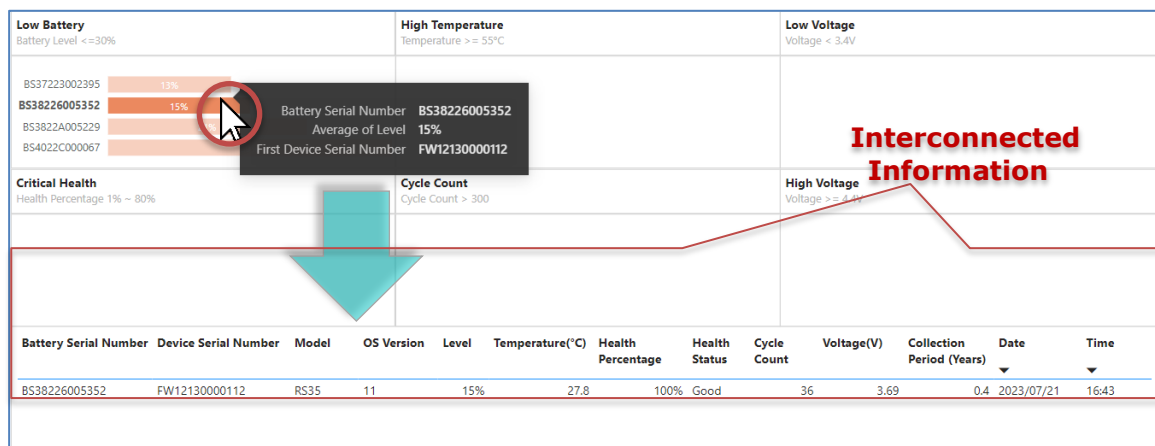 Low Battery
Battery Level <=30%
High Temperature
Temperature >= 55°C
Low Voltage
Voltage < 3.4V
BS37223002395 13%
BS38226005352 15%
BS3822A005229
BS4022C000067
Battery Serial Number BS38226005352
Average of Level 15%
First Device Serial Number FW12130000112
Interconnected
Information
Critical Health
Health Percentage 1% ~ 80%
Cycle Count
Cycle Count > 300
High Voltage
Voltage >= 4.4V
Battery Serial Number Device Serial Number Model OS Version Level Temperature(°C) Health Percentage Health Status Cycle Count Voltage(V) Collection Period (Years) Date Time
BS38226005352 FW12130000112 RS35 11 15% 27.8 100% Good 36 3.69 0.4 2023/07/21 16:43